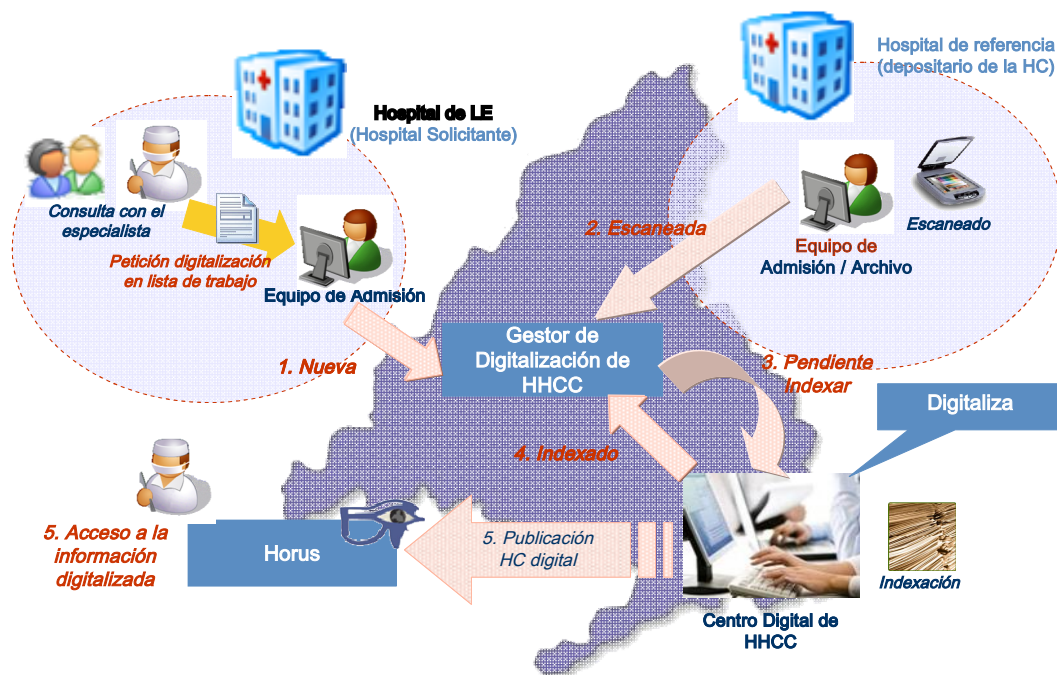 Hospital de referencia
(depositario de la HC)
Hospital de LE
(Hospital Solicitante)
Consulta con el
especialista
Petición digitalización
en lista de trabajo
Equipo de Admisión
2. Escaneada
Escaneado
Equipo de
Admisión / Archivo
1. Nueva
Gestor de
Digitalización de
HHCC
3. Pendiente
Indexar
Digitaliza
4. Indexado
5. Acceso a la
información
digitalizada
Horus
5. Publicación
HC digital
Indexación
Centro Digital de
HHCC